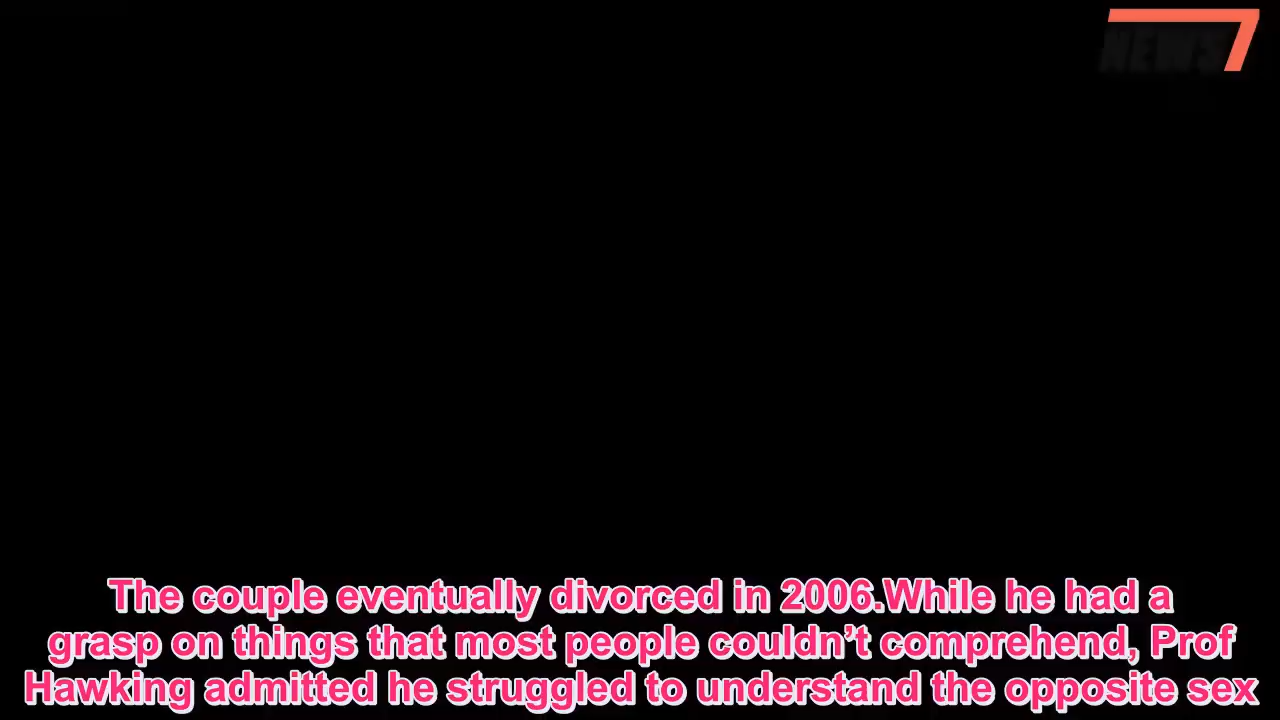 NEWS7
The couple eventually divorced in 2006.While he had a
grasp on things that most people couldn’t comprehend, Prof
Hawking admitted he struggled to understand the opposite sex